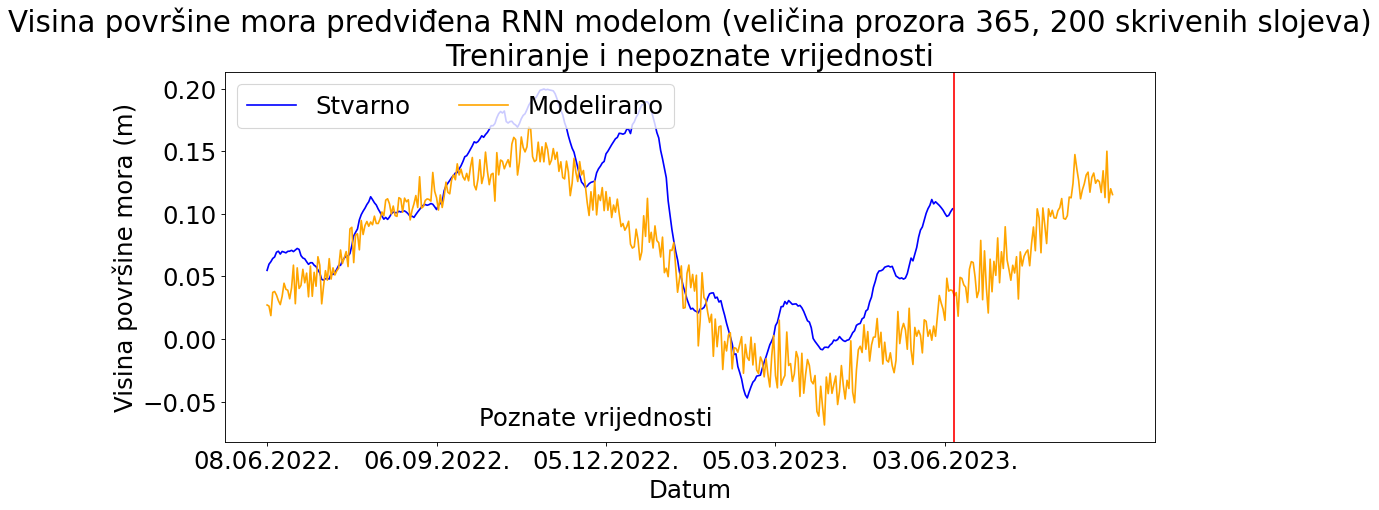 Visina površine mora predviđena RNN modelom (veličina prozora 365, 200 skrivenih slojeva)
Treniranje i nepoznate vrijednosti
Stvarno Modelirano
Visina površine mora (m)
0.20
0.15
0.10
0.05
0.00
−0.05
Poznate vrijednosti
08.06.2022. 06.09.2022. 05.12.2022. 05.03.2023. 03.06.2023.
Datum